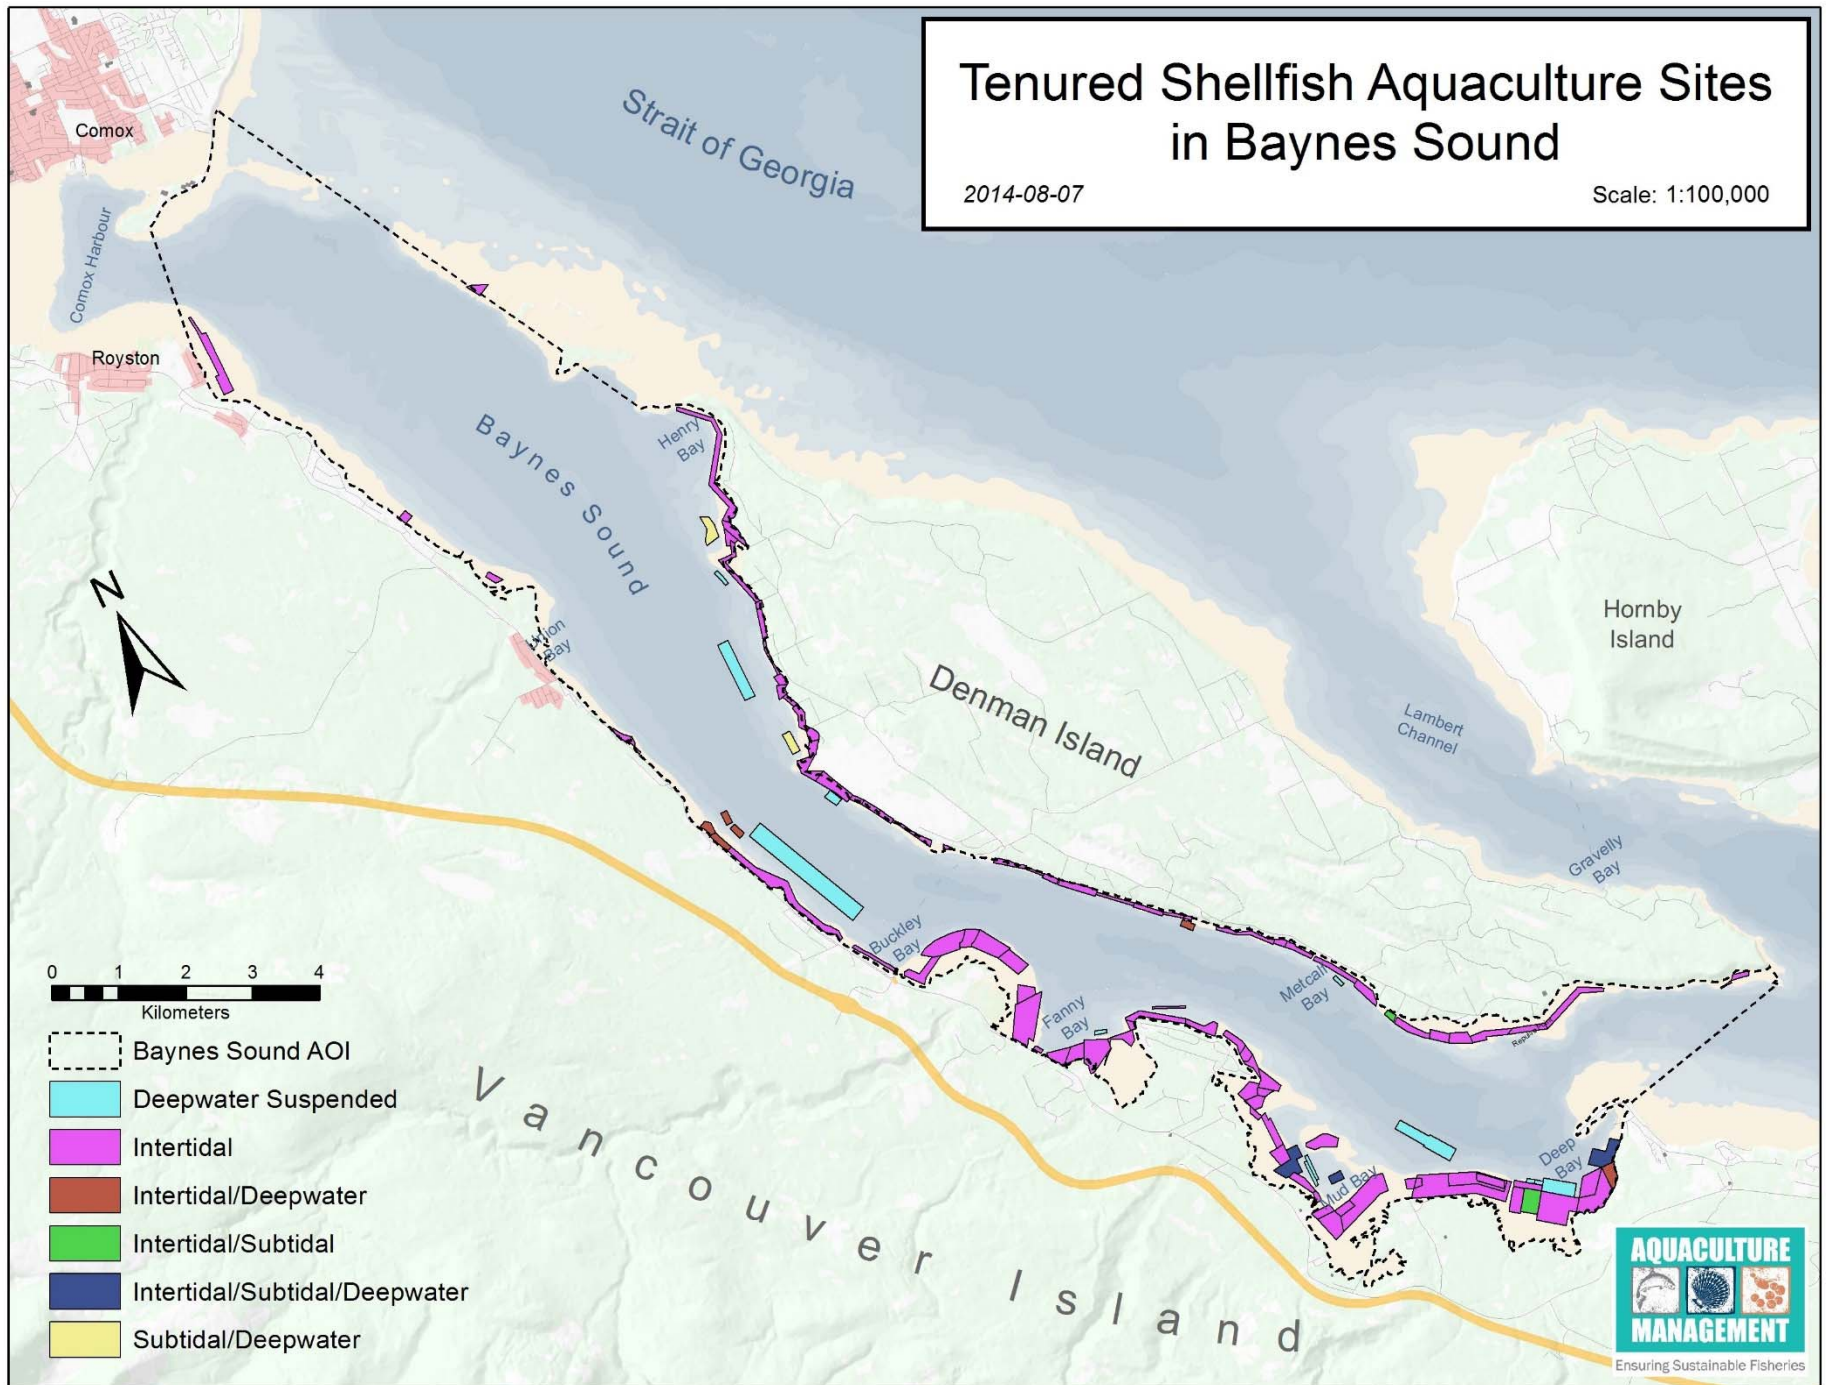 Tenured Shellfish Aquaculture Sites
in Baynes Sound
2014-08-07
Scale: 1:100,000
Strait of Georgia
Comox
Comox Harbour
Royston
Baynes Sound
Henry
Bay
N
Union
Bay
Hornby
Island
Denman Island
Lambert
Channel
Gravelly
Bay
Buckley
Bay
Metcalf
Bay
Fanny
Bay
Deep
Bay
Mud Bay
Vancouver Island
0 1 2 3 4
Kilometers
Baynes Sound AOI
Deepwater Suspended
Intertidal
Intertidal/Deepwater
Intertidal/Subtidal
Intertidal/Subtidal/Deepwater
Subtidal/Deepwater
AQUACULTURE
MANAGEMENT
Ensuring Sustainable Fisheries